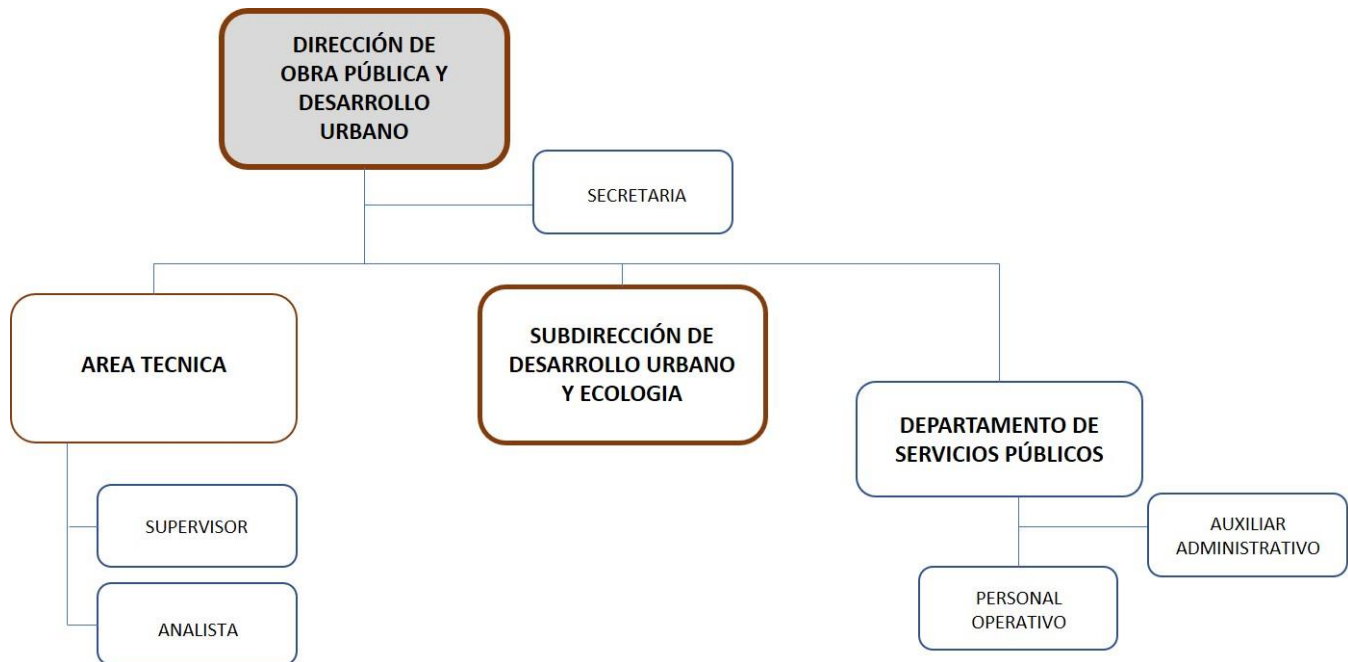 DIRECCIÓN DE
OBRA PÚBLICA Y
DESARROLLO
URBANO
SECRETARIA
AREA TECNICA
SUBDIRECCIÓN DE
DESARROLLO URBANO
Y ECOLOGIA
DEPARTAMENTO DE
SERVICIOS PÚBLICOS
SUPERVISOR
AUXILIAR
ADMINISTRATIVO
PERSONAL
OPERATIVO
ANALISTA